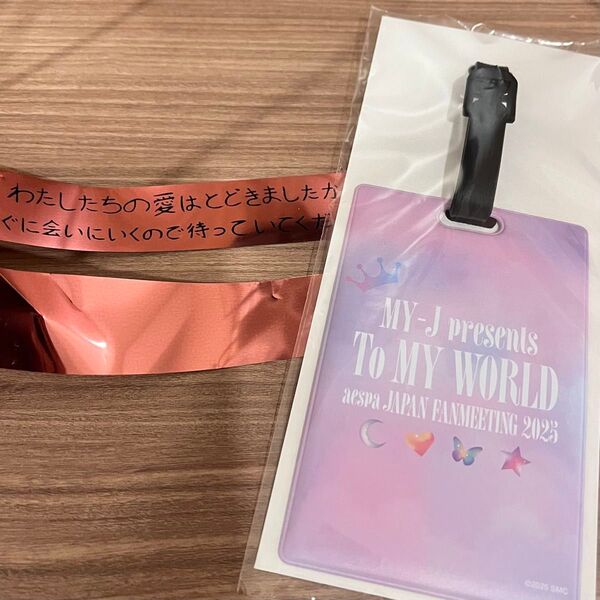 わたしたちの愛はとどきましたか
ぐに会いにいくので待っていてくだ
MY-J presents
To MY WORLD
aespa JAPAN FANMEETING 2025
©2025 SMC